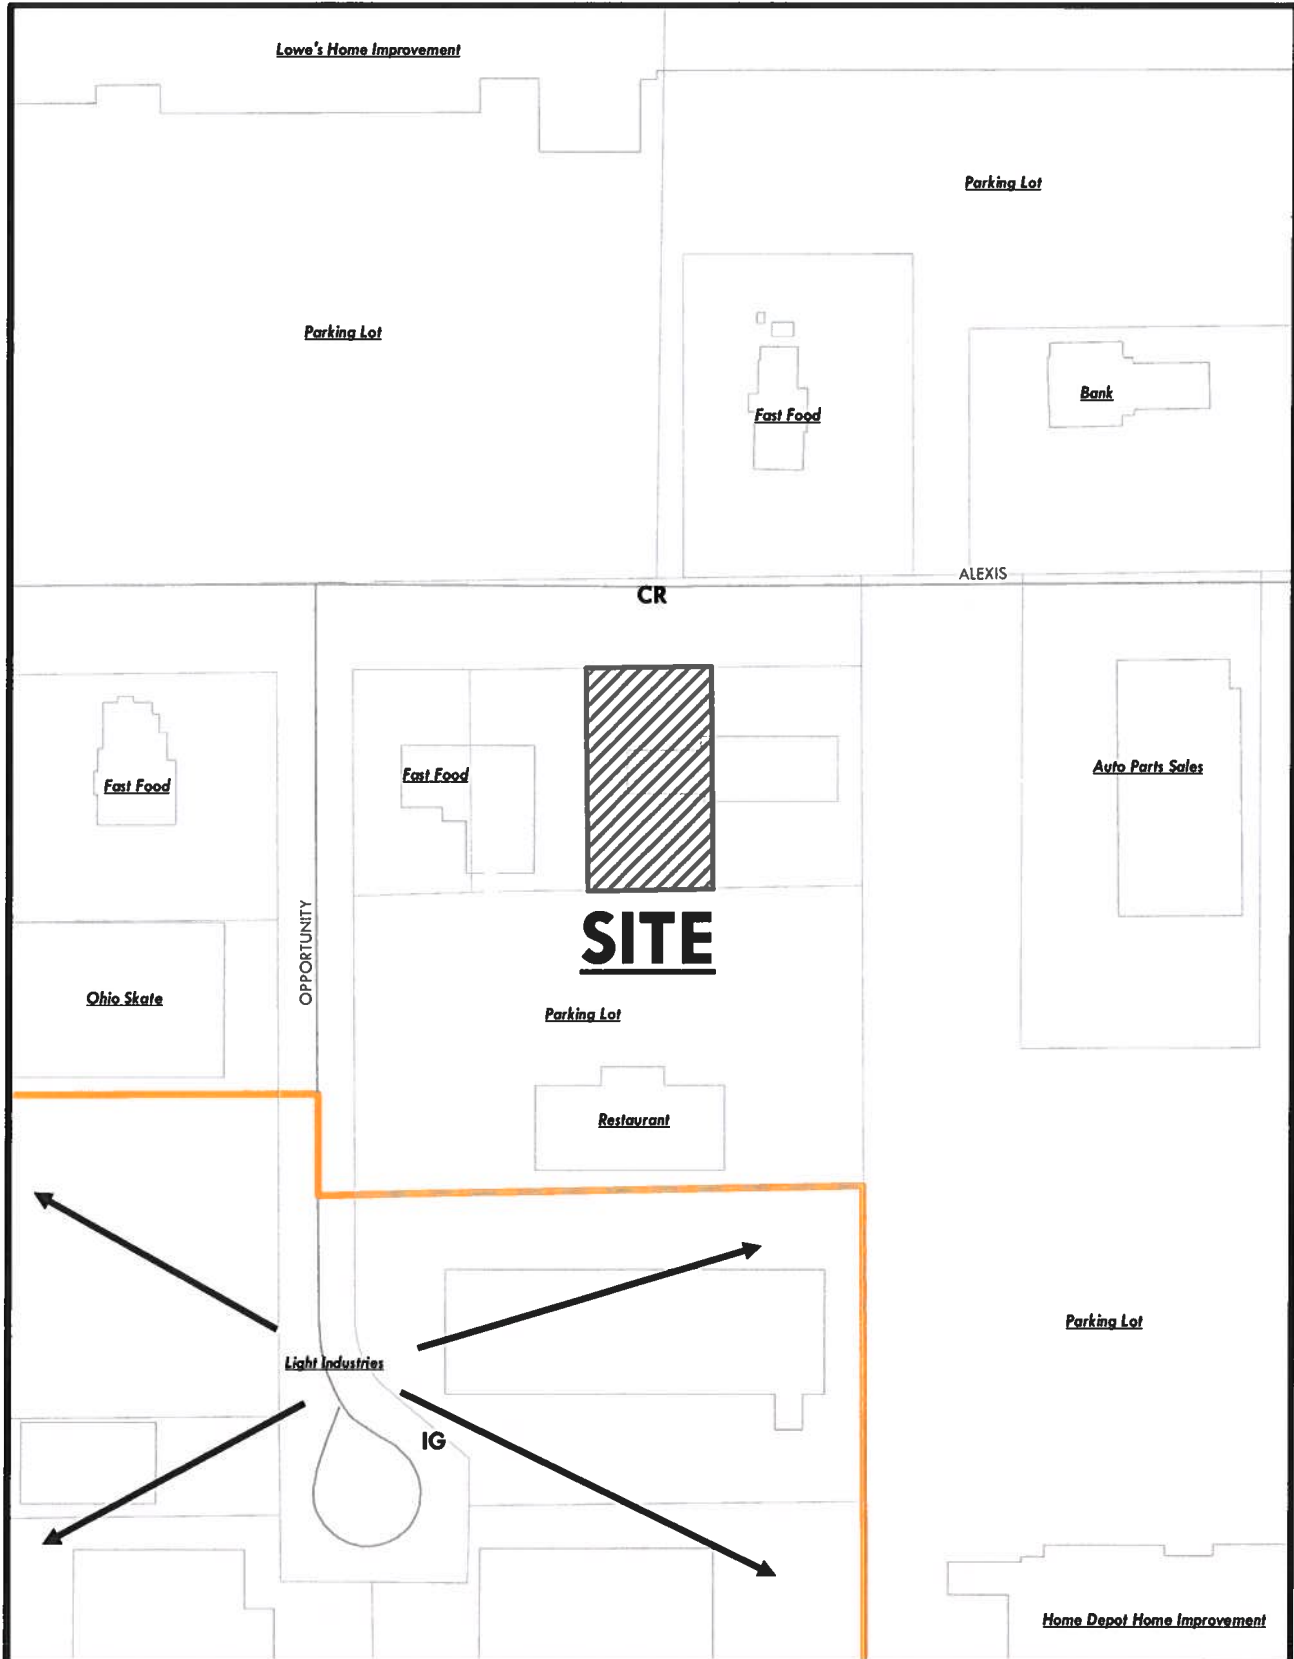 Lowe's Home Improvement
Parking Lot
Parking Lot
Bank
Fast Food
ALEXIS
CR
Auto Parts Sales
Fast Food
Fast Food
SITE
OPPORTUNITY
Ohio Skate
Parking Lot
Restaurant
Parking Lot
Light Industries
IG
Home Depot Home Improvement